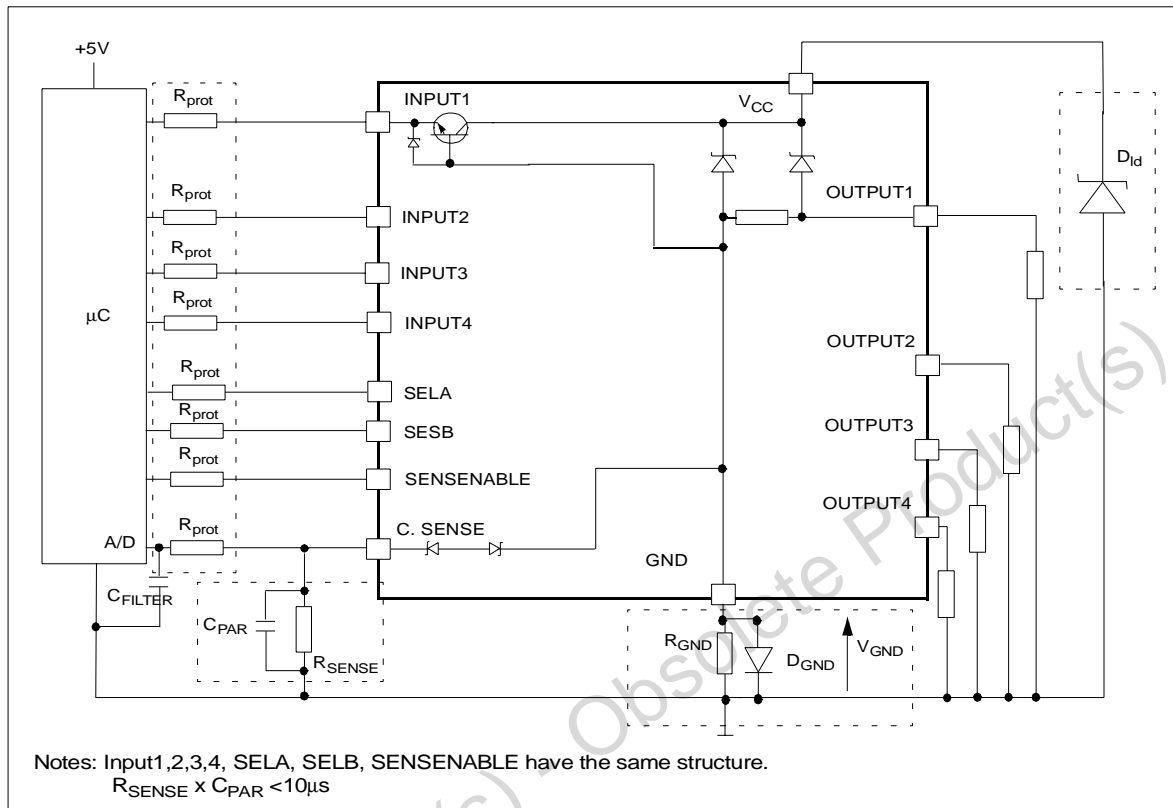 +5V
Rprot
INPUT1
VCC
Dld
Rprot
INPUT2
OUTPUT1
Rprot
INPUT3
Rprot
INPUT4
μC
OUTPUT2
Rprot
SELA
Rprot
SESB
OUTPUT3
Rprot
SENSENABLE
OUTPUT4
A/D
Rprot
C. SENSE
GND
CFILTER
CPAR
RSENSE
RGND
DGND
VGND
Notes: Input1,2,3,4, SELA, SELB, SENSENABLE have the same structure.
RSENSE x CPAR <10μs
(s) - Obsolete Product(s)